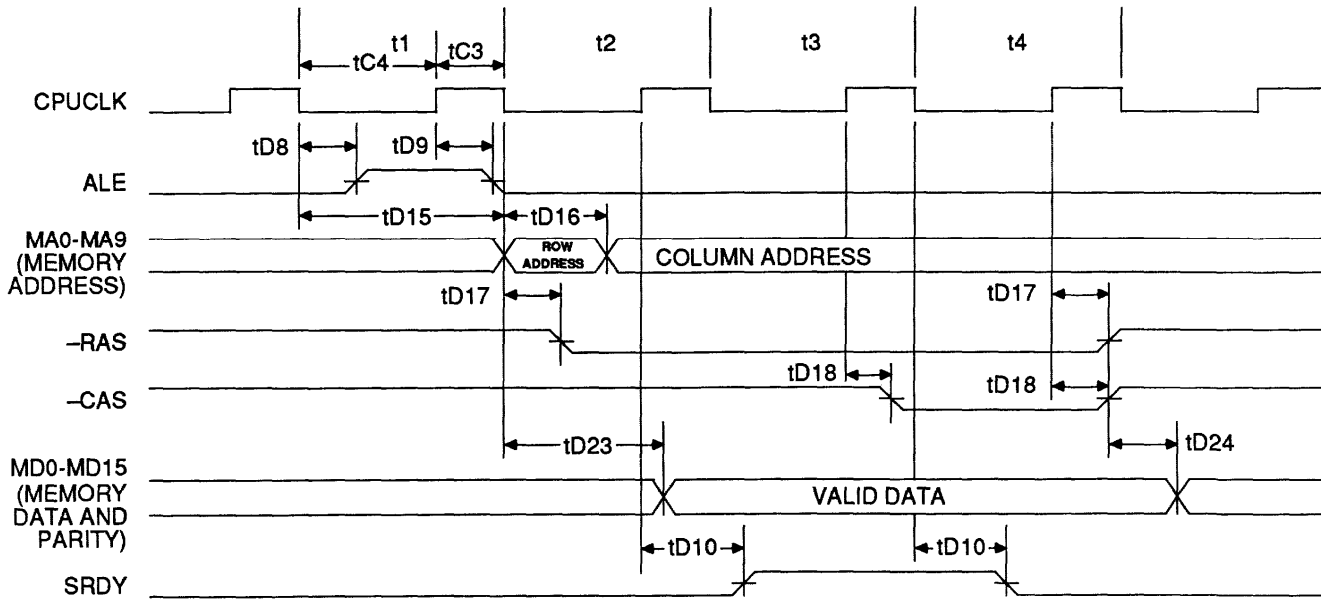 t1
t2
t3
t4
tC4
tC3
CPUCLK
tD8
tD9
ALE
tD15
tD16
MA0-MA9
(MEMORY
ADDRESS)
ROW
ADDRESS
COLUMN ADDRESS
tD17
tD17
–RAS
tD18
tD18
–CAS
tD23
tD24
MD0-MD15
(MEMORY
DATA AND
PARITY)
VALID DATA
tD10
tD10
SRDY